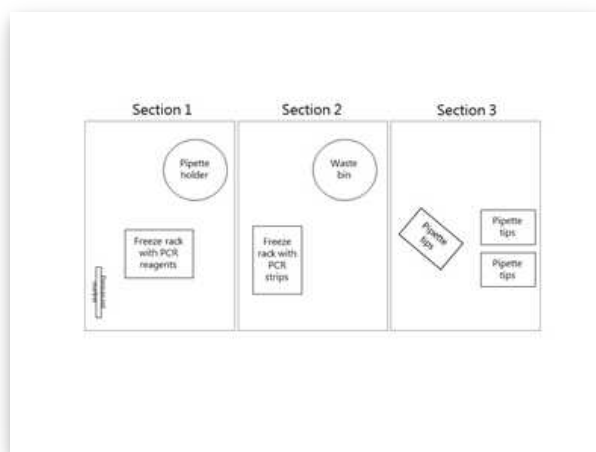 Section 1
Section 2
Section 3
Pipette
holder
Waste
bin
Freeze rack
with PCR
reagents
Freeze
rack with
PCR
strips
Pipette
tips
Pipette
tips
Pipette
tips